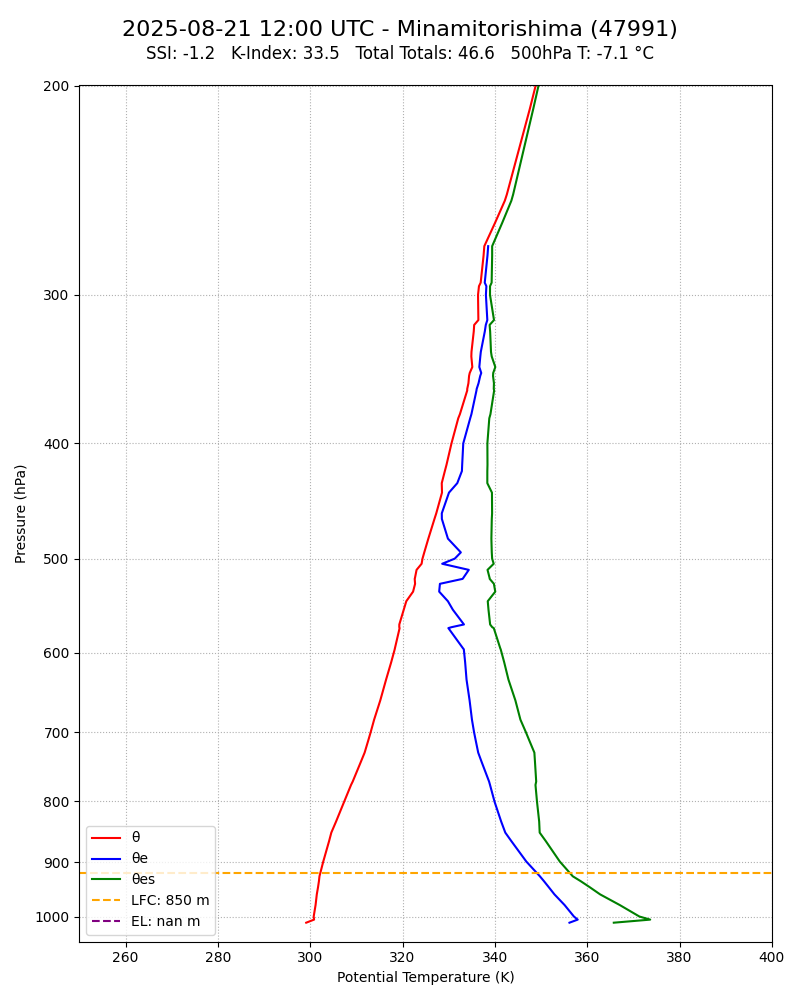 2025-08-21 12:00 UTC - Minamitorishima (47991)
SSI: -1.2   K-Index: 33.5   Total Totals: 46.6   500hPa T: -7.1 °C
200
300
400
500
600
700
800
900
1000
Pressure (hPa)
θ
θe
θes
LFC: 850 m
EL: nan m
260 280 300 320 340 360 380 400
Potential Temperature (K)